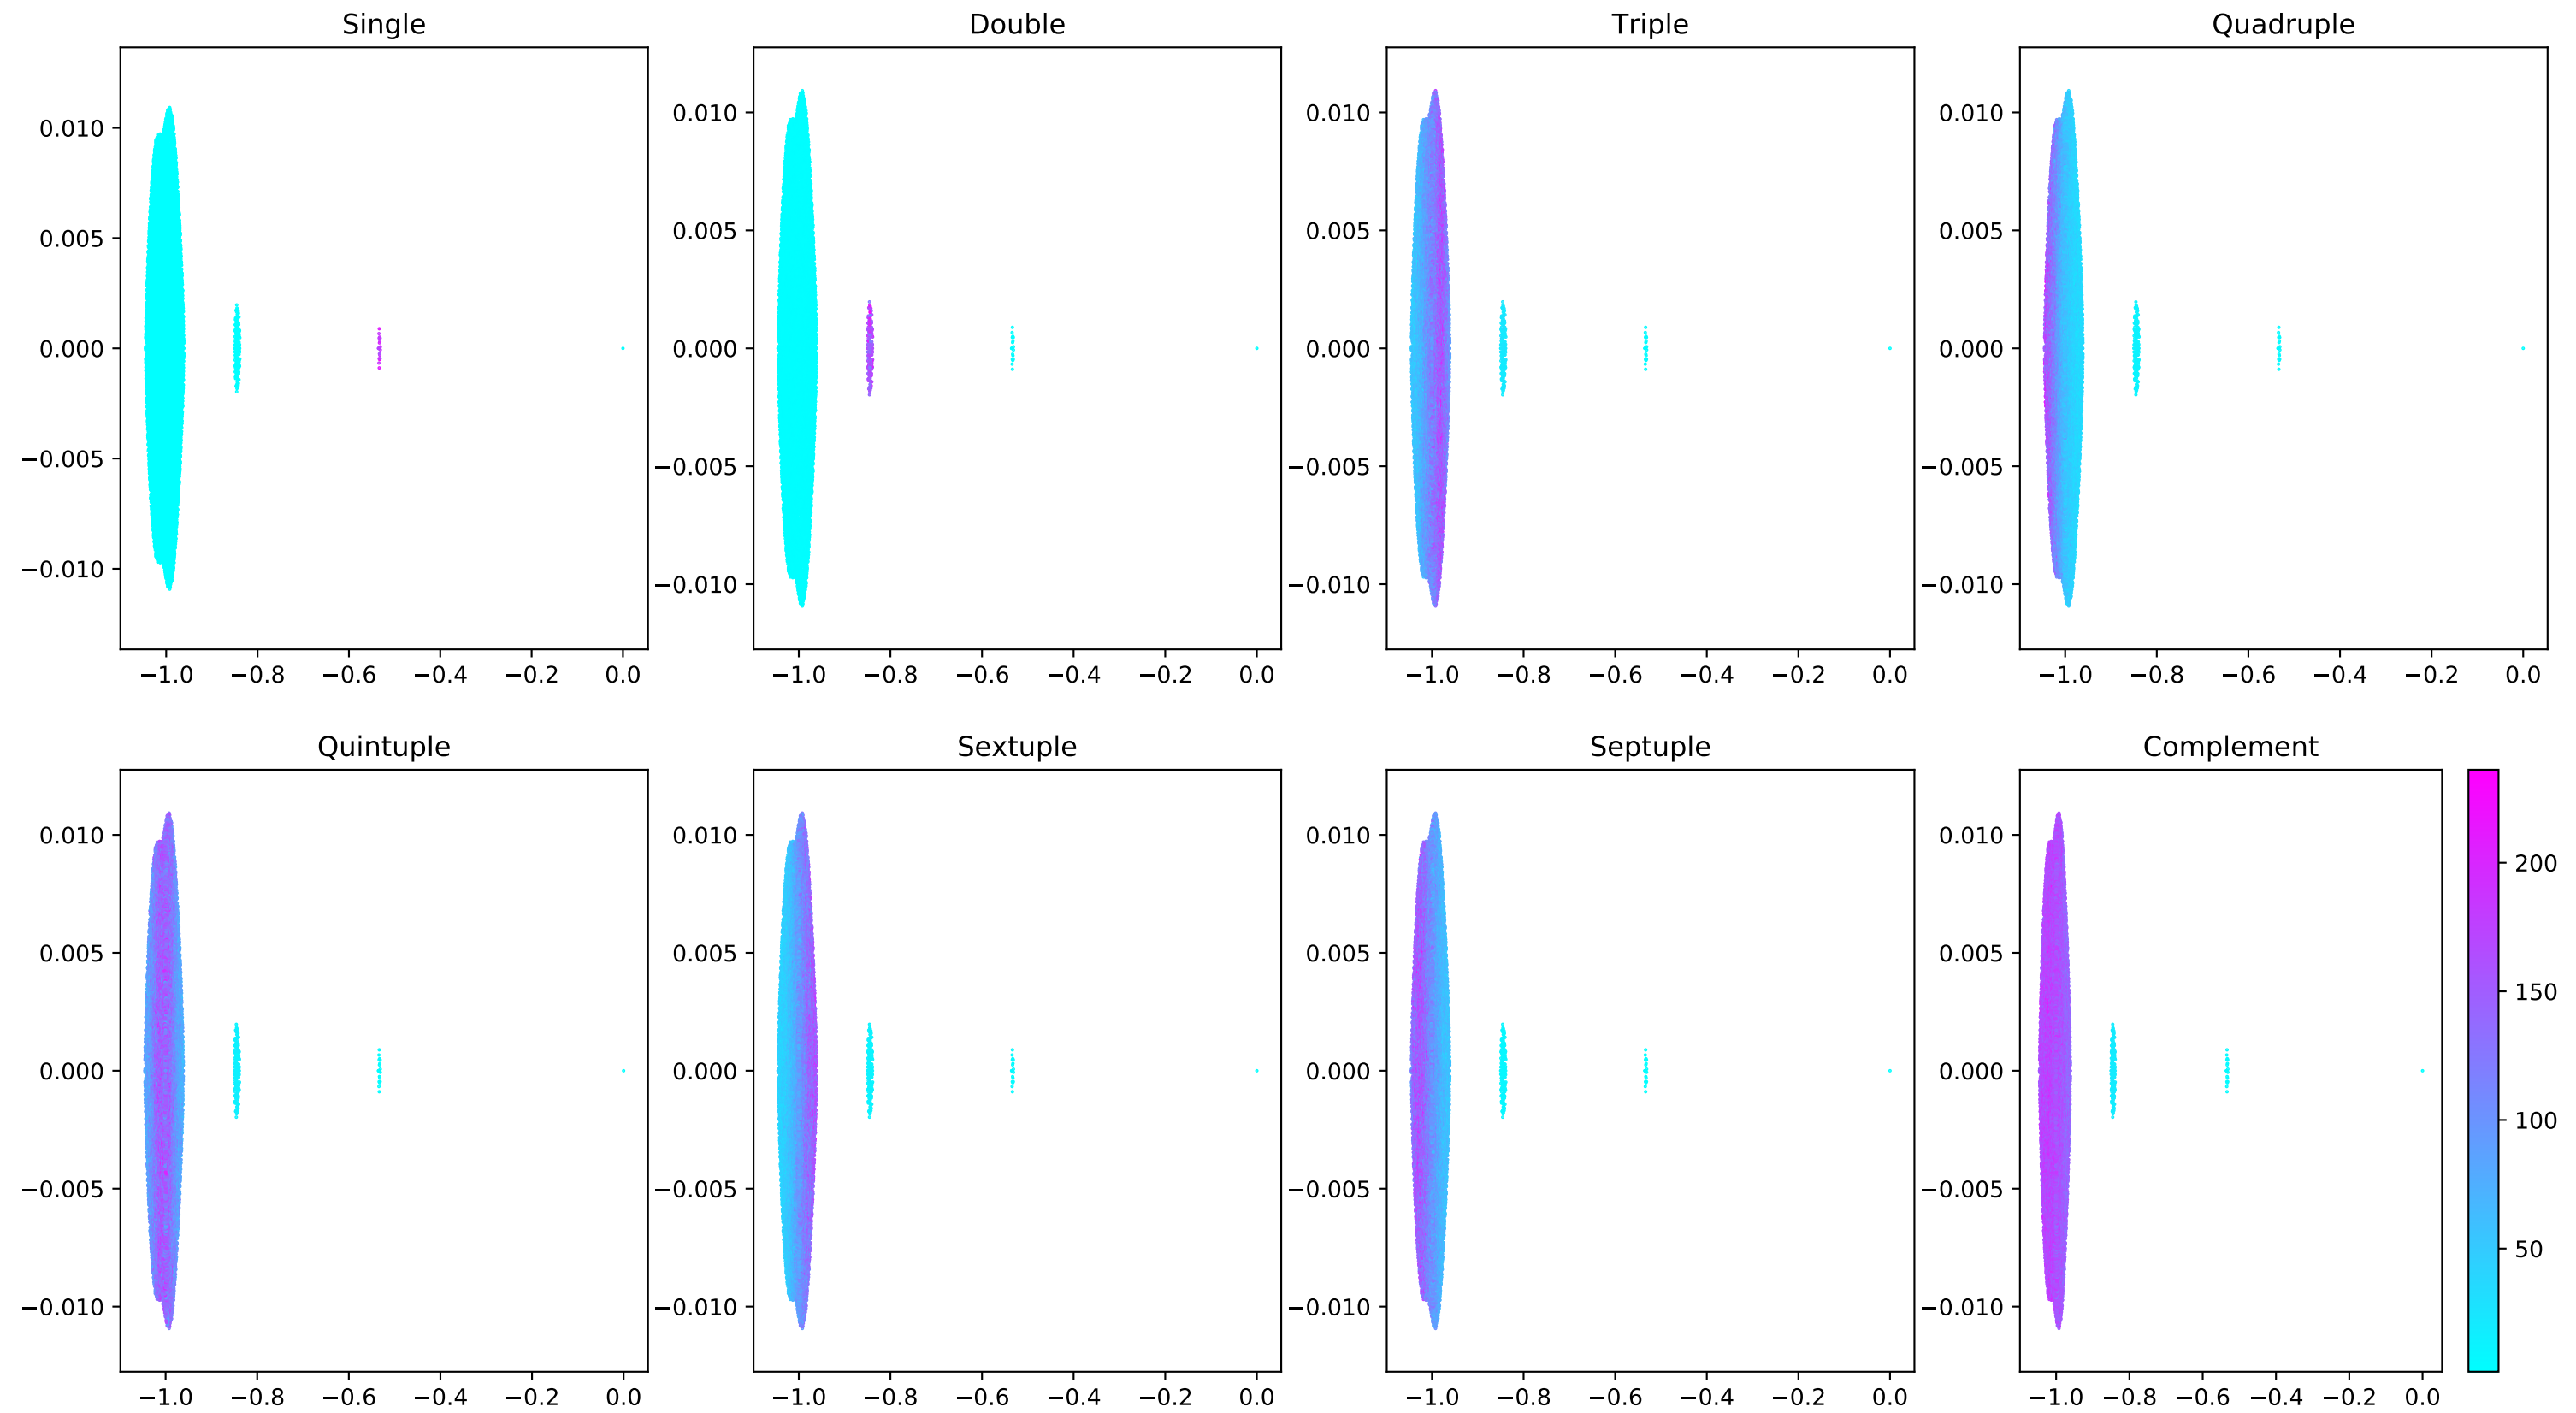 Single Double Triple Quadruple
0.010 0.010 0.010 0.010
0.005 0.005 0.005 0.005
0.000 0.000 0.000 0.000
−0.005 −0.005 −0.005 −0.005
−0.010 −0.010 −0.010 −0.010
−1.0 −0.8 −0.6 −0.4 −0.2 0.0 −1.0 −0.8 −0.6 −0.4 −0.2 0.0 −1.0 −0.8 −0.6 −0.4 −0.2 0.0 −1.0 −0.8 −0.6 −0.4 −0.2 0.0
Quintuple Sextuple Septuple Complement
0.010 0.010 0.010 0.010 200
0.005 0.005 0.005 0.005 150
0.000 0.000 0.000 0.000 100
−0.005 −0.005 −0.005 −0.005 50
−0.010 −0.010 −0.010 −0.010
−1.0 −0.8 −0.6 −0.4 −0.2 0.0 −1.0 −0.8 −0.6 −0.4 −0.2 0.0 −1.0 −0.8 −0.6 −0.4 −0.2 0.0 −1.0 −0.8 −0.6 −0.4 −0.2 0.0